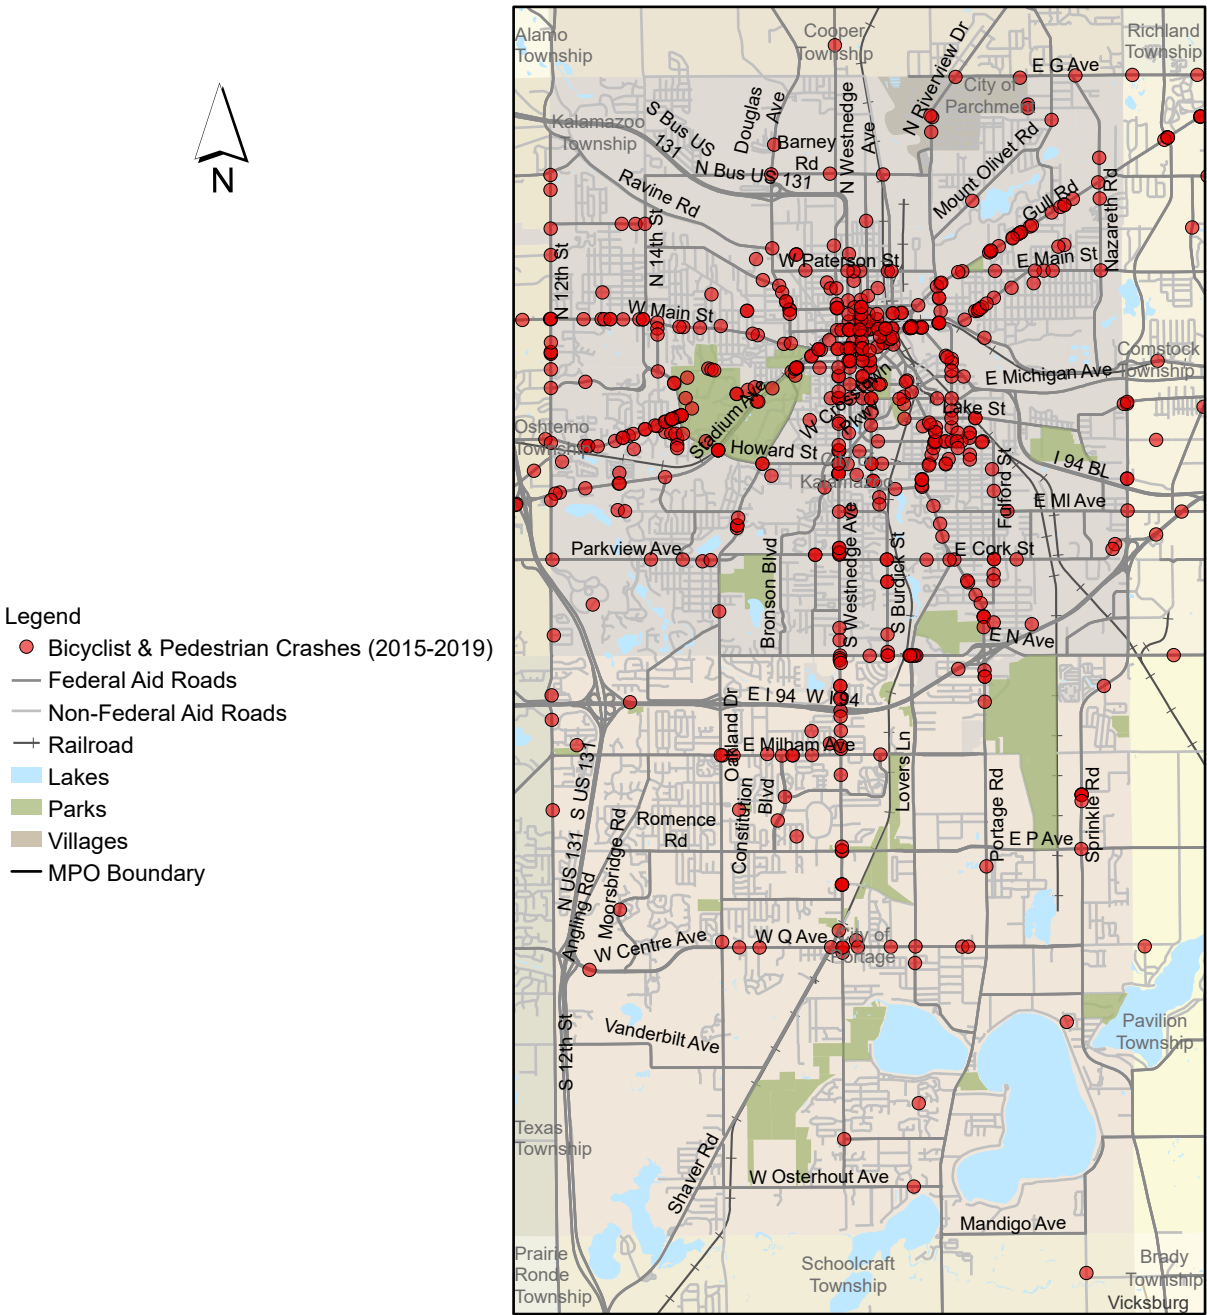 Alamo
Township
Cooper
Township
Richland
Township
N Riverview Dr
E G Ave
City of
Parchment
Kalamazoo
Township
S Bus US
131
Douglas
Ave
Barney
Rd
N Westnedge
Ave
N Bus US 131
Mount Olivet Rd
Ravine Rd
Gull Rd
Nazareth Rd
N 14th St
N 12th St
W Paterson St
E Main St
W Main St
Comstock
Township
E Michigan Ave
W Crosstown
Pkwy
Lake St
Stadium Ave
Oshtemo
Township
Howard St
I 94 BL
City of
Kalamazoo
Fulford St
E MI Ave
Parkview Ave
Bronson Blvd
S Westnedge Ave
S Burdick St
E Cork St
E N Ave
E I 94
W I 94
Oakland Dr
E Milham Ave
Lovers Ln
N US 131
S US 131
Constitution
Blvd
Romence
Rd
Portage Rd
E P Ave
Sprinkle Rd
Moorsbridge Rd
Angling Rd
W Centre Ave
W Q Ave
City of
Portage
S 12th St
Vanderbilt Ave
Pavilion
Township
Texas
Township
Shaver Rd
W Osterhout Ave
Mandigo Ave
Prairie
Ronde
Township
Schoolcraft
Township
Brady
Township
Vicksburg
N
Legend
Bicyclist & Pedestrian Crashes (2015-2019)
Federal Aid Roads
Non-Federal Aid Roads
Railroad
Lakes
Parks
Villages
MPO Boundary